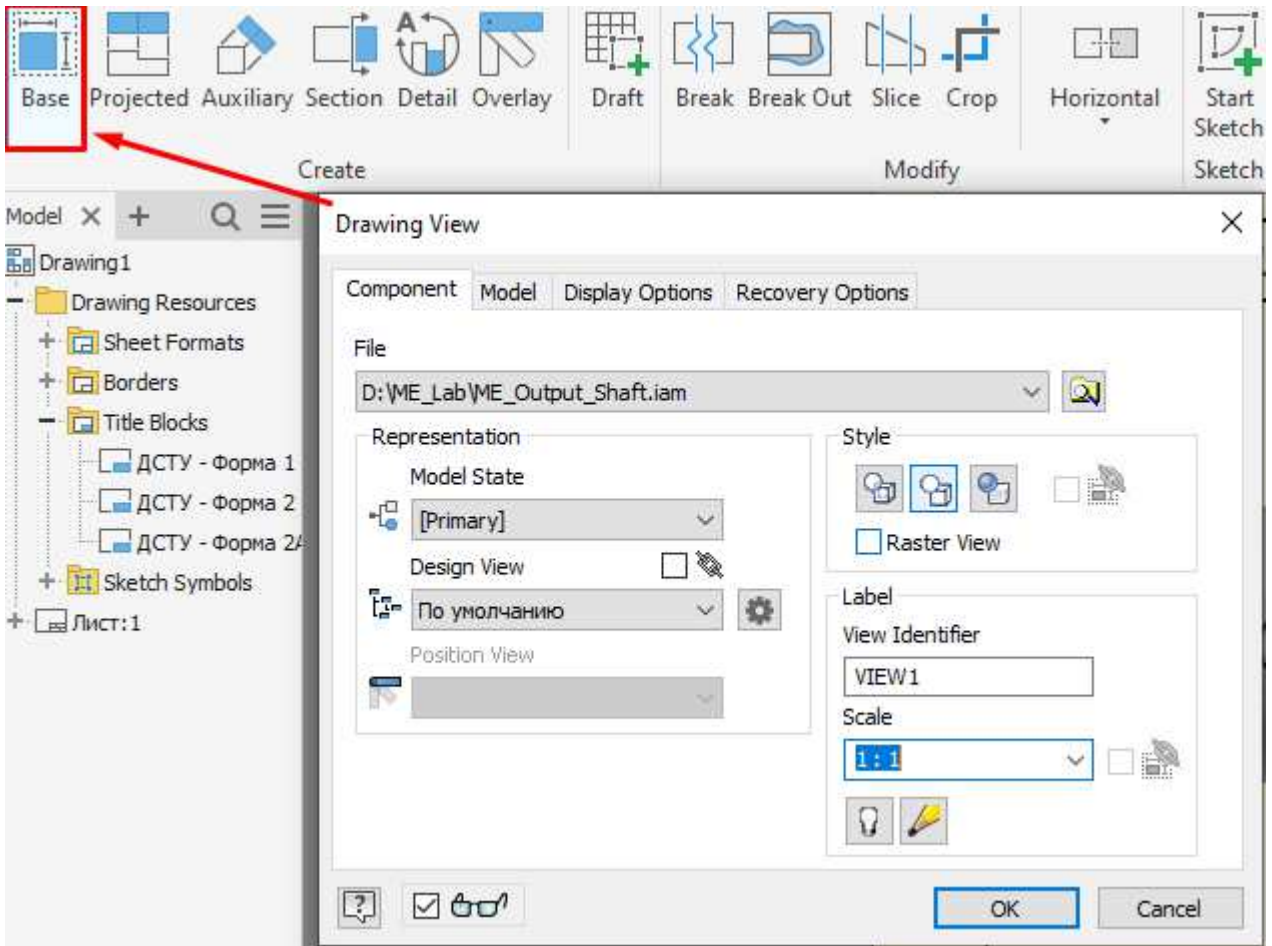 Base Projected Auxiliary Section Detail Overlay Draft Break Break Out Slice Crop Horizontal Start Sketch
Create Modify Sketch
Model
Drawing1
Drawing Resources
Sheet Formats
Borders
Title Blocks
ДСТУ - Форма 1
ДСТУ - Форма 2
ДСТУ - Форма 2А
Sketch Symbols
Лист:1
Drawing View
Component Model Display Options Recovery Options
File
D:\ME_Lab\ME_Output_Shaft.iam
Representation
Model State
[Primary]
Design View
По умолчанию
Position View
Style
Raster View
Label
View Identifier
VIEW1
Scale
1 : 1
OK Cancel